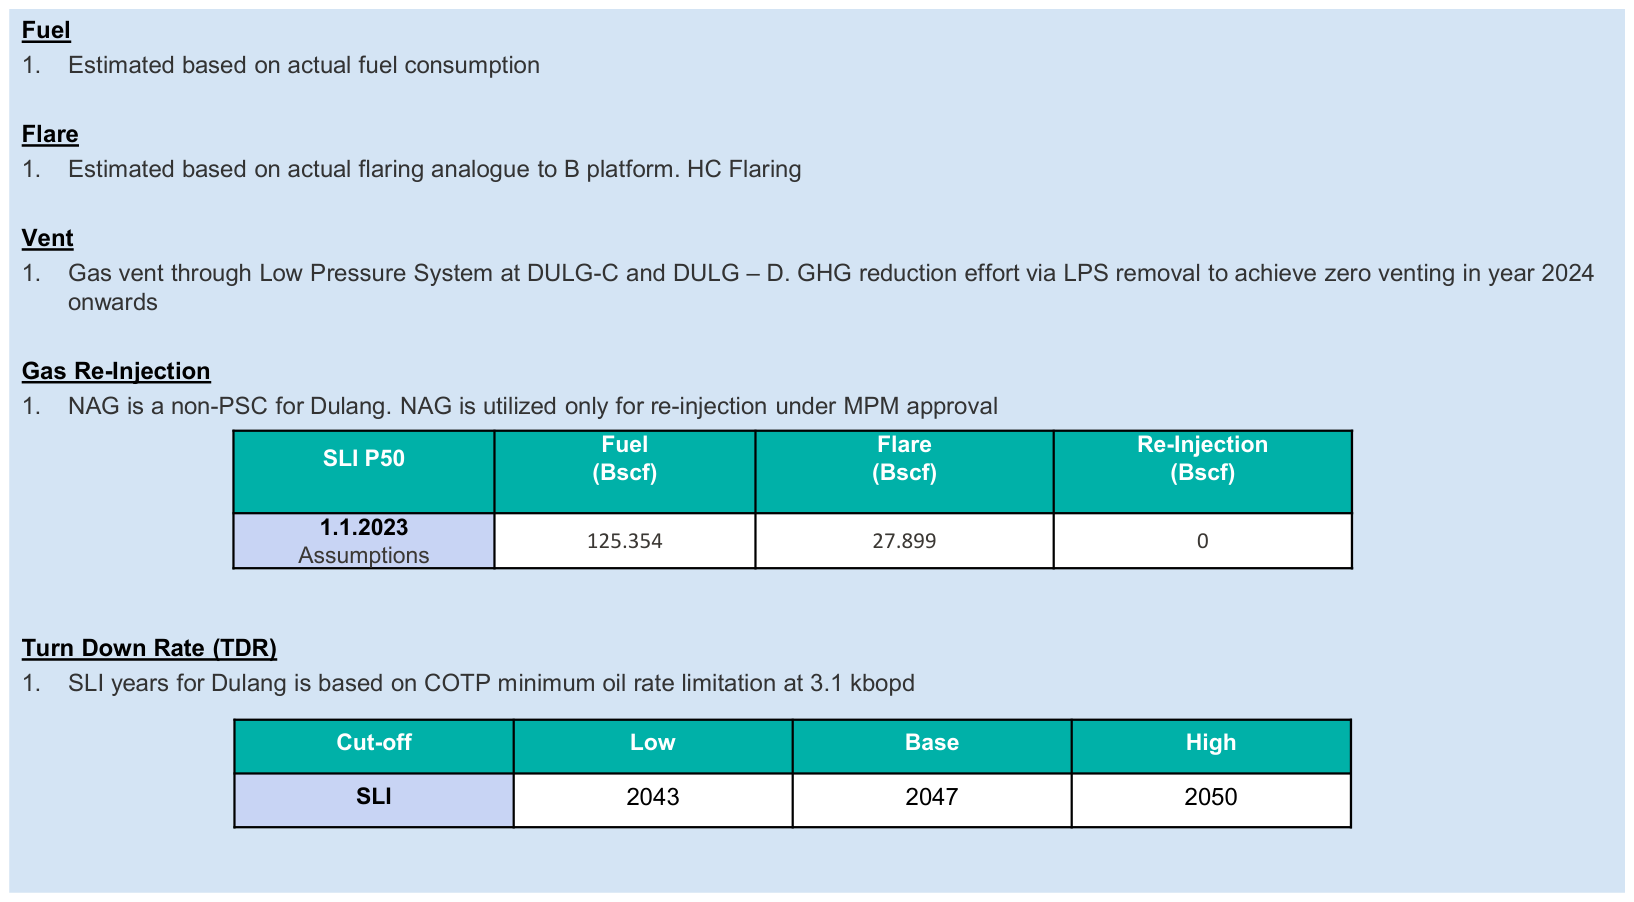 Fuel
1. Estimated based on actual fuel consumption
Flare
1. Estimated based on actual flaring analogue to B platform. HC Flaring
Vent
1. Gas vent through Low Pressure System at DULG-C and DULG – D. GHG reduction effort via LPS removal to achieve zero venting in year 2024
onwards
Gas Re-Injection
1. NAG is a non-PSC for Dulang. NAG is utilized only for re-injection under MPM approval
SLI P50 Fuel (Bscf) Flare (Bscf) Re-Injection (Bscf)
1.1.2023 Assumptions 125.354 27.899 0
Turn Down Rate (TDR)
1. SLI years for Dulang is based on COTP minimum oil rate limitation at 3.1 kbopd
Cut-off Low Base High
SLI 2043 2047 2050